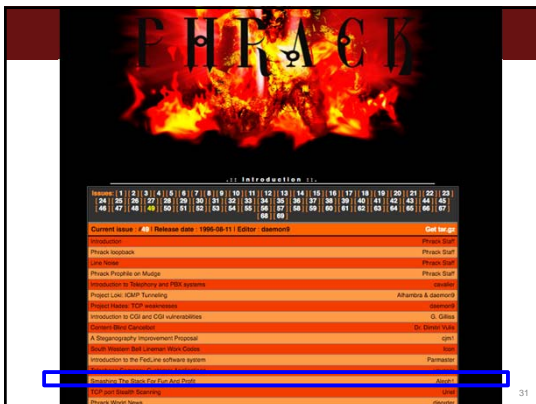 PHRACK
.:: Introduction ::.
Issues: [ 1 ] [ 2 ] [ 3 ] [ 4 ] [ 5 ] [ 6 ] [ 7 ] [ 8 ] [ 9 ] [ 10 ] [ 11 ] [ 12 ] [ 13 ] [ 14 ] [ 15 ] [ 16 ] [ 17 ] [ 18 ] [ 19 ] [ 20 ] [ 21 ] [ 22 ] [ 23 ]
[ 24 ] [ 25 ] [ 26 ] [ 27 ] [ 28 ] [ 29 ] [ 30 ] [ 31 ] [ 32 ] [ 33 ] [ 34 ] [ 35 ] [ 36 ] [ 37 ] [ 38 ] [ 39 ] [ 40 ] [ 41 ] [ 42 ] [ 43 ] [ 44 ] [ 45 ]
[ 46 ] [ 47 ] [ 48 ] [ 49 ] [ 50 ] [ 51 ] [ 52 ] [ 53 ] [ 54 ] [ 55 ] [ 56 ] [ 57 ] [ 58 ] [ 59 ] [ 60 ] [ 61 ] [ 62 ] [ 63 ] [ 64 ] [ 65 ] [ 66 ] [ 67 ]
[ 68 ] [ 69 ]
Current issue : #49 | Release date : 1996-08-11 | Editor : daemon9 Get tar.gz
Introduction Phrack Staff
Phrack loopback Phrack Staff
Line Noise Phrack Staff
Phrack Prophile on Mudge Phrack Staff
Introduction to Telephony and PBX systems cavalier
Project Loki: ICMP Tunneling Alhambra & daemon9
Project Hades: TCP weaknesses daemon9
Introduction to CGI and CGI vulnerabilities G. Gilliss
Content-Blind Cancelbot Dr. Dimitri Vulis
A Steganography Improvement Proposal cjm1
South Western Bell Lineman Work Codes Icon
Introduction to the FedLine software system Parmaster
Smashing The Stack For Fun And Profit Aleph1
TCP port Stealth Scanning Uriel
Phrack World News disorder
31